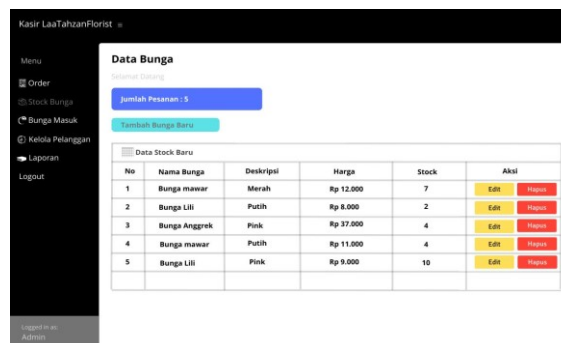 Kasir LaaTahzanFlorist ≡
Menu
Order
Stock Bunga
Bunga Masuk
Kelola Pelanggan
Laporan
Logout
Logged in as:
Admin
Data Bunga
Selamat Datang
Jumlah Pesanan : 5
Tambah Bunga Baru
Data Stock Baru
No Nama Bunga Deskripsi Harga Stock Aksi
1 Bunga mawar Merah Rp 12.000 7 Edit Hapus
2 Bunga Lili Putih Rp 8.000 2 Edit Hapus
3 Bunga Anggrek Pink Rp 37.000 4 Edit Hapus
4 Bunga mawar Putih Rp 11.000 4 Edit Hapus
5 Bunga Lili Pink Rp 9.000 10 Edit Hapus